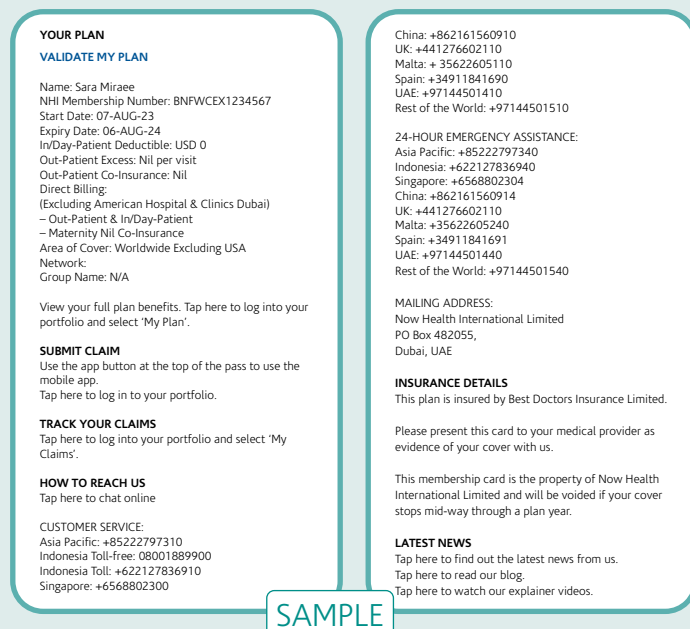 YOUR PLAN
VALIDATE MY PLAN
Name: Sara Miraee
NHI Membership Number: BNFWCEX1234567
Start Date: 07-AUG-23
Expiry Date: 06-AUG-24
In/Day-Patient Deductible: USD 0
Out-Patient Excess: Nil per visit
Out-Patient Co-Insurance: Nil
Direct Billing:
(Excluding American Hospital & Clinics Dubai)
– Out-Patient & In/Day-Patient
– Maternity Nil Co-Insurance
Area of Cover: Worldwide Excluding USA
Network:
Group Name: N/A
View your full plan benefits. Tap here to log into your
portfolio and select ‘My Plan’.
SUBMIT CLAIM
Use the app button at the top of the pass to use the
mobile app.
Tap here to log in to your portfolio.
TRACK YOUR CLAIMS
Tap here to log into your portfolio and select ‘My
Claims’.
HOW TO REACH US
Tap here to chat online
CUSTOMER SERVICE:
Asia Pacific: +85222797310
Indonesia Toll-free: 08001889900
Indonesia Toll: +622127836910
Singapore: +6568802300
China: +862161560910
UK: +441276602110
Malta: + 35622605110
Spain: +34911841690
UAE: +97144501410
Rest of the World: +97144501510
24-HOUR EMERGENCY ASSISTANCE:
Asia Pacific: +85222797340
Indonesia: +622127836940
Singapore: +6568802304
China: +862161560914
UK: +441276602110
Malta: +35622605240
Spain: +34911841691
UAE: +97144501440
Rest of the World: +97144501540
MAILING ADDRESS:
Now Health International Limited
PO Box 482055,
Dubai, UAE
INSURANCE DETAILS
This plan is insured by Best Doctors Insurance Limited.
Please present this card to your medical provider as
evidence of your cover with us.
This membership card is the property of Now Health
International Limited and will be voided if your cover
stops mid-way through a plan year.
LATEST NEWS
Tap here to find out the latest news from us.
Tap here to read our blog.
Tap here to watch our explainer videos.
SAMPLE